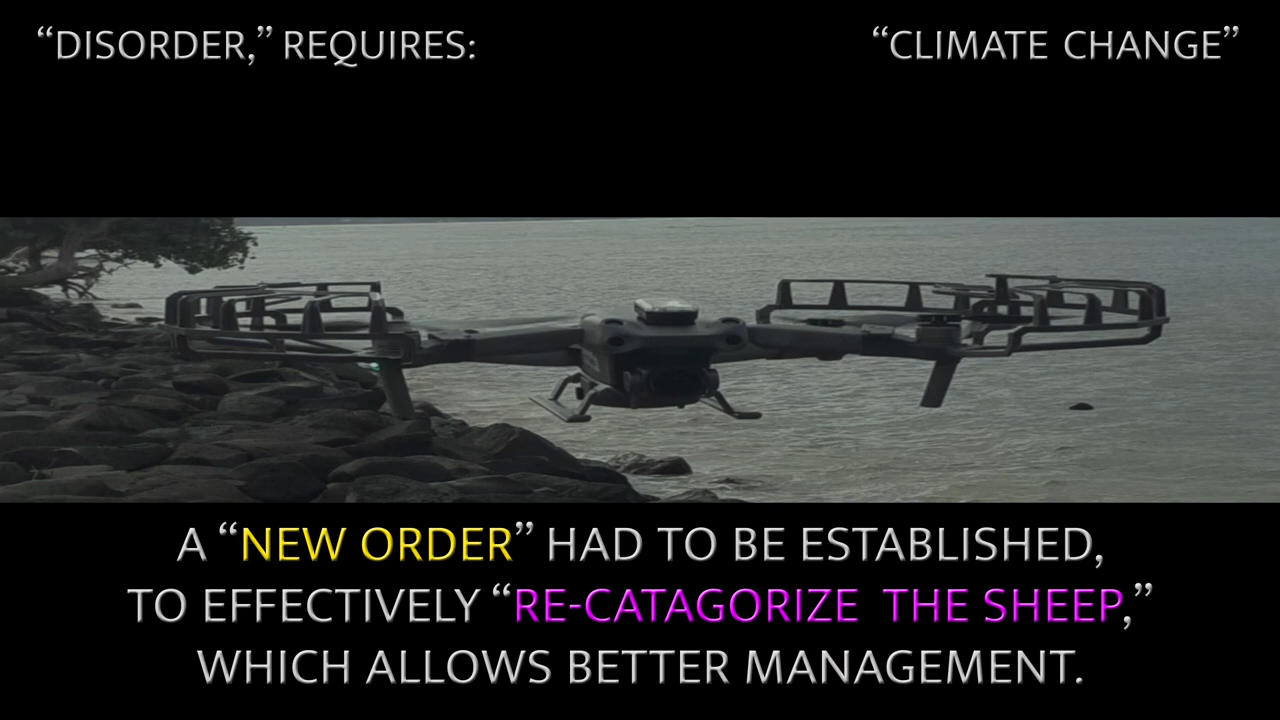 “DISORDER,” REQUIRES:
“CLIMATE CHANGE”
A “NEW ORDER” HAD TO BE ESTABLISHED,
TO EFFECTIVELY “RE-CATAGORIZE THE SHEEP,”
WHICH ALLOWS BETTER MANAGEMENT.